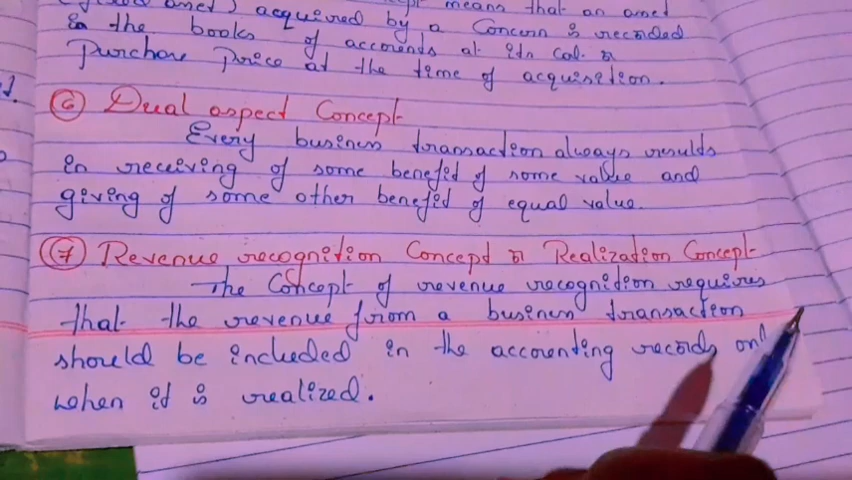 means that an asset
acquired by a Concern is recorded
in the books of accounts at its Cost or
Purchase Price at the time of acquisition.
6 Dual aspect Concept
Every business transaction always results
in receiving of some benefit of some value and
giving of some other benefit of equal value.
7 Revenue recognition Concept or Realization Concept
The Concept of revenue recognition requires
that the revenue from a business transaction
should be included in the accounting records only
when it is realized.